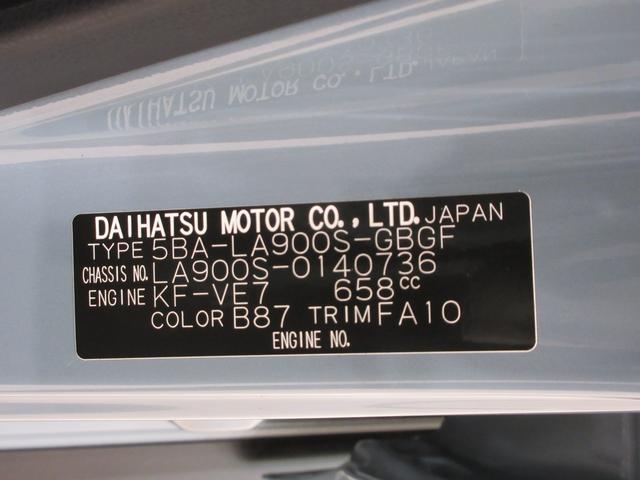 DAIHATSU MOTOR CO., LTD. JAPAN
TYPE 5BA-LA900S-GBGF
CHASSIS NO. LA900S-0140736
ENGINE KF-VE7 658cc
COLOR B87 TRIM FA10
ENGINE NO.